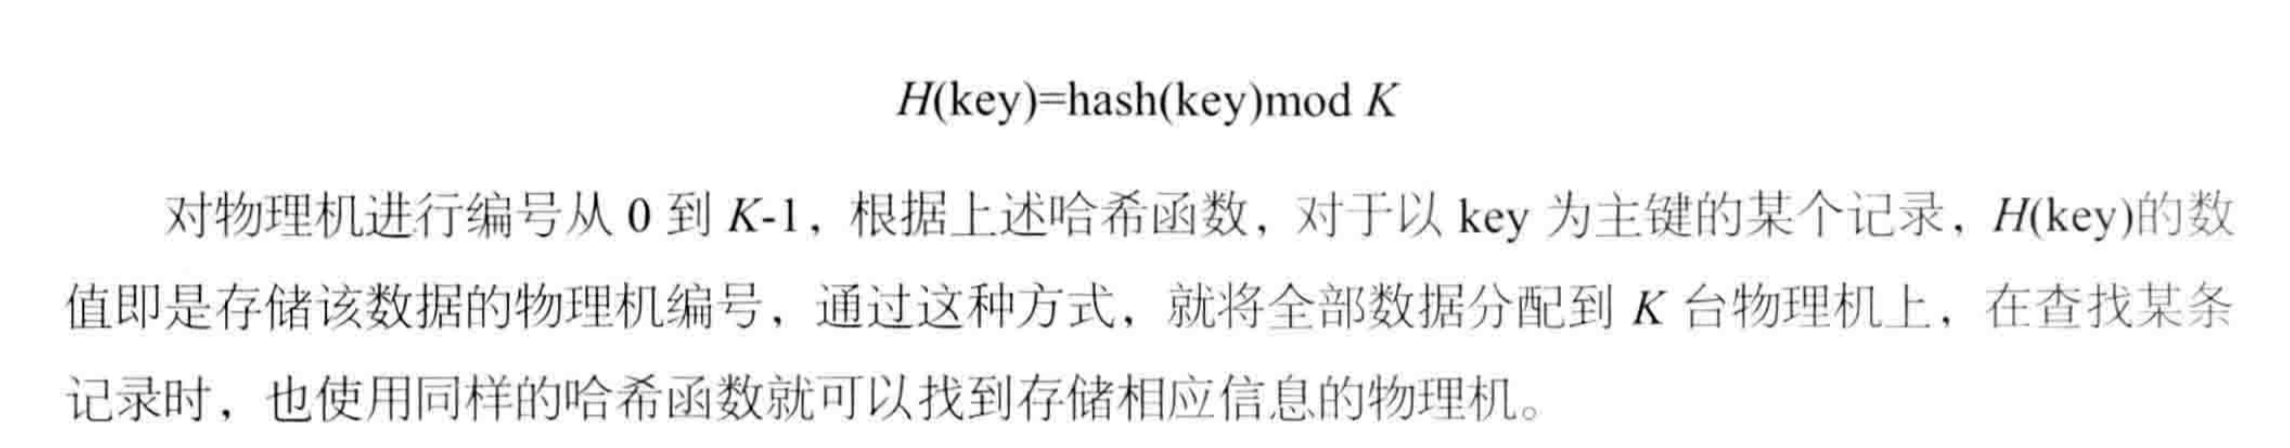 H(key)=hash(key)mod K
对物理机进行编号从 0 到 K-1，根据上述哈希函数，对于以 key 为主键的某个记录，H(key)的数
值即是存储该数据的物理机编号，通过这种方式，就将全部数据分配到 K 台物理机上，在查找某条
记录时，也使用同样的哈希函数就可以找到存储相应信息的物理机。